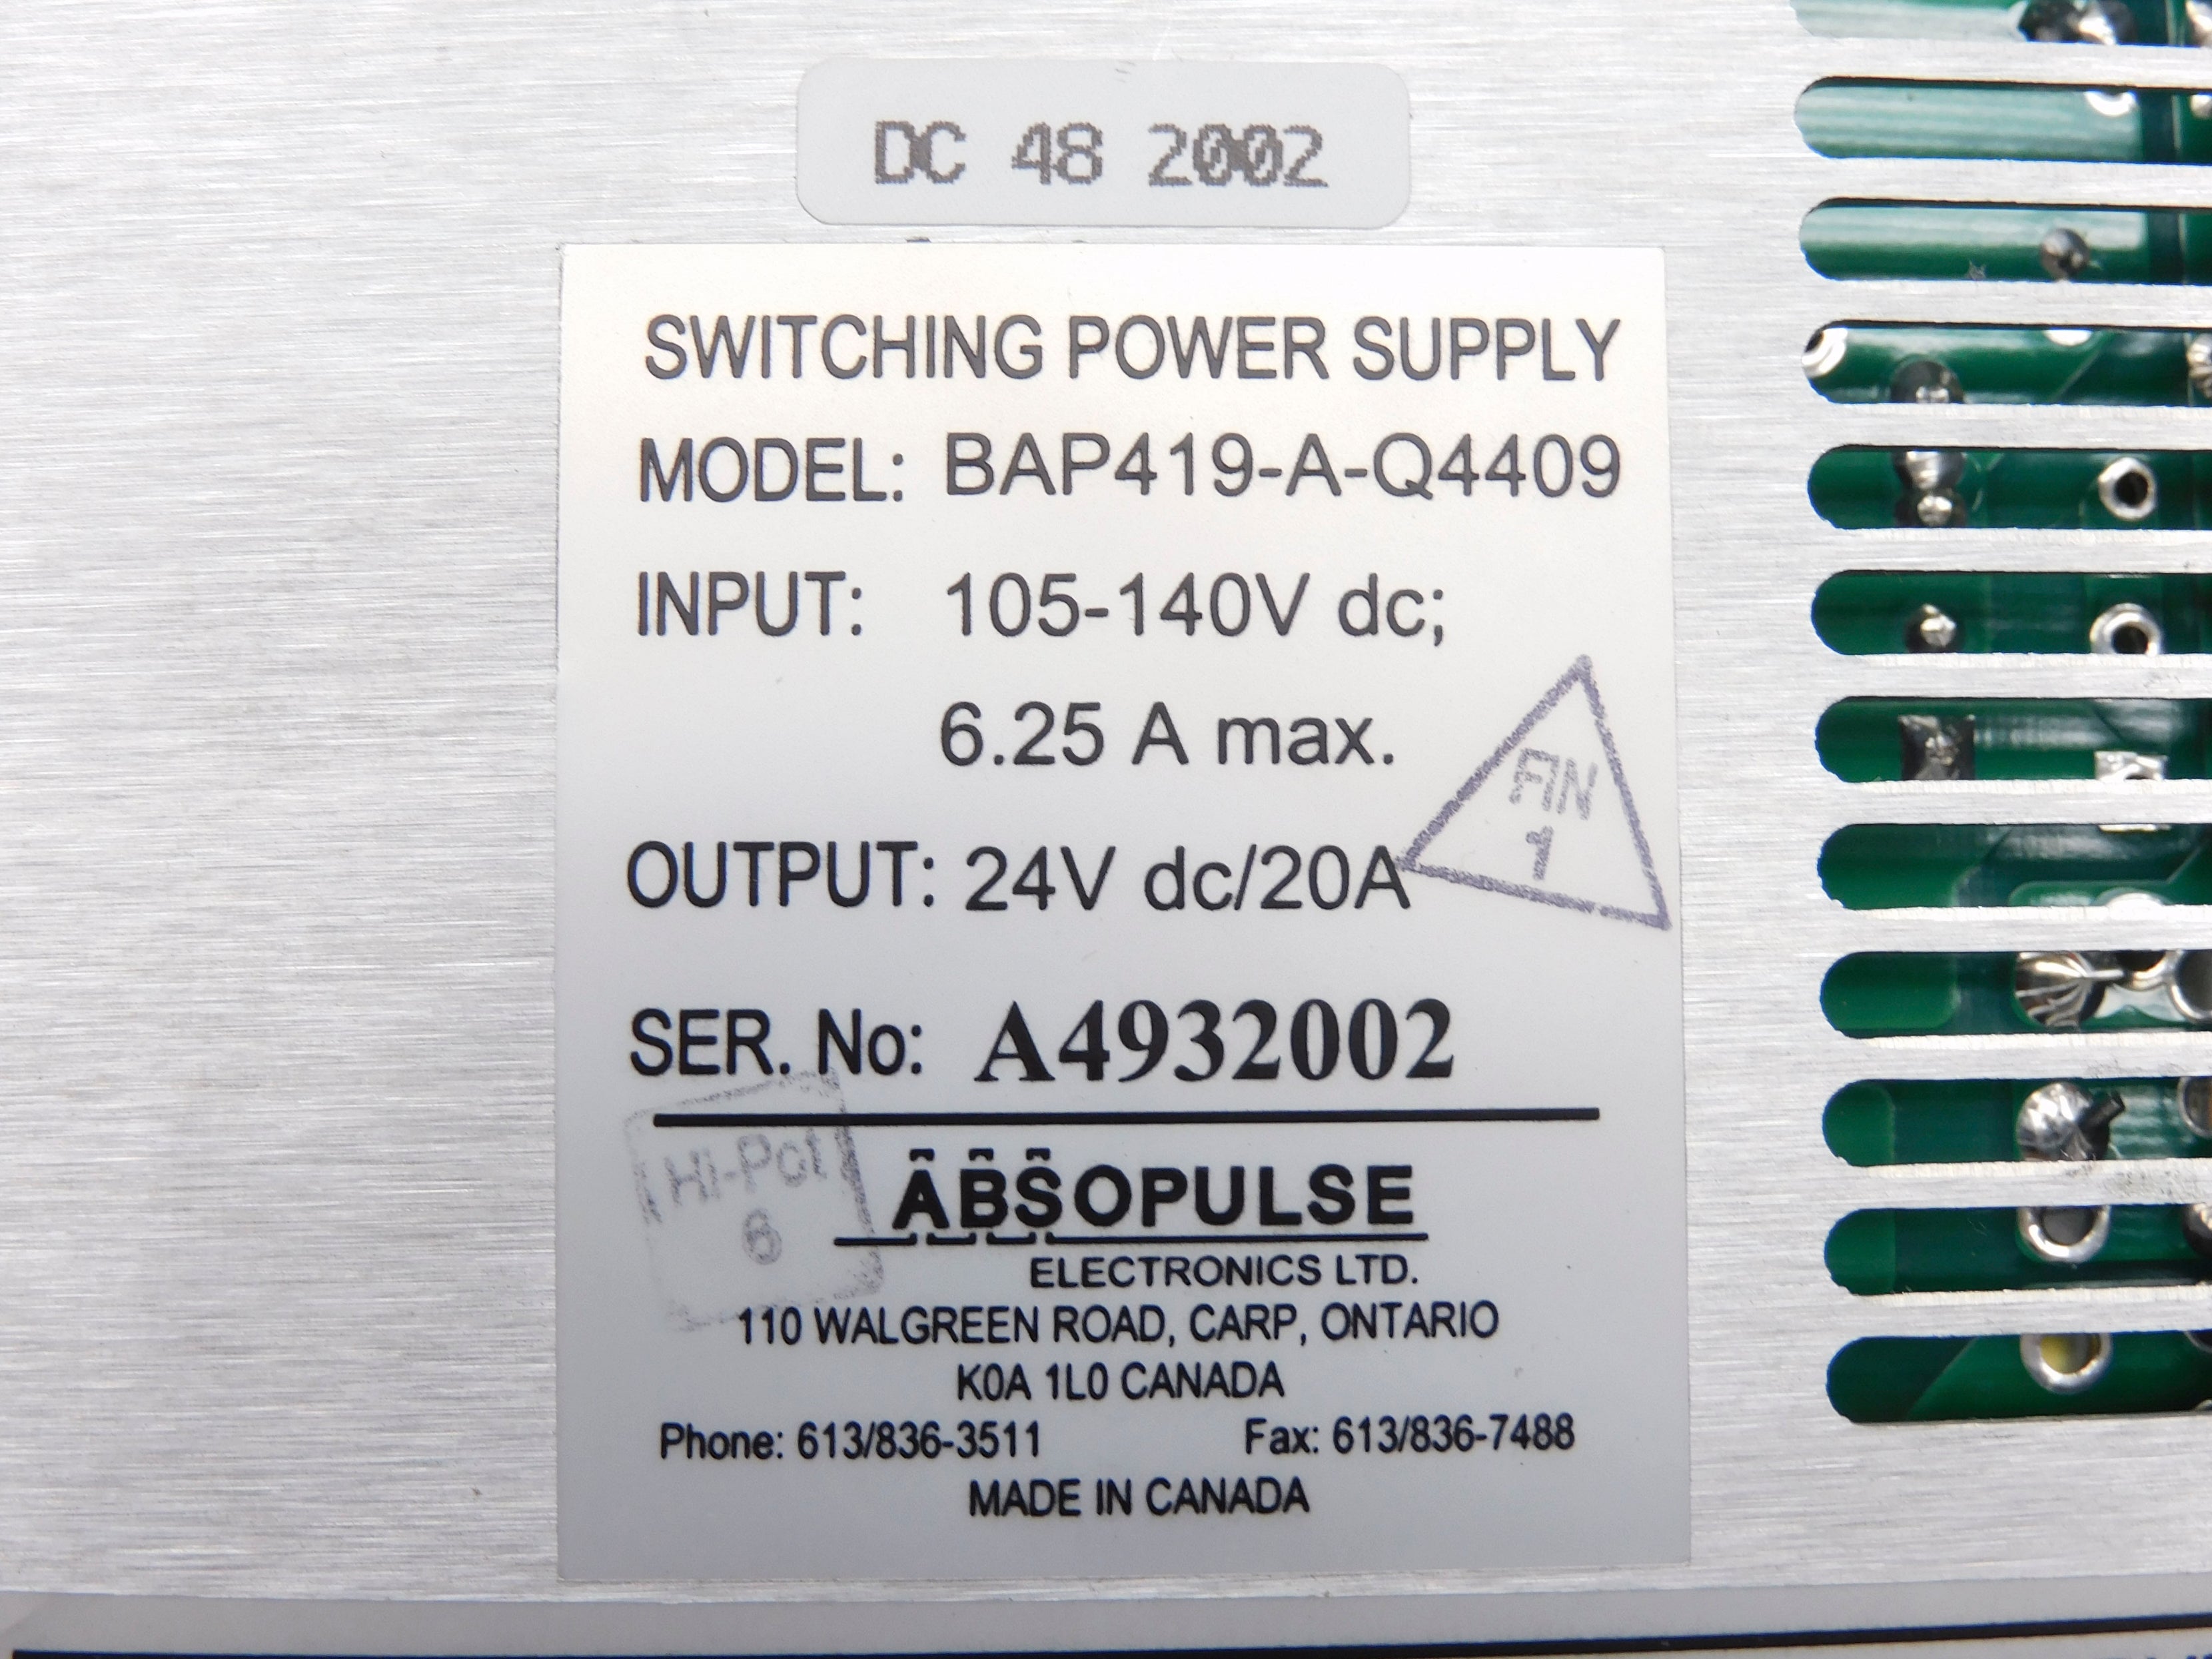 DC 48 2002
SWITCHING POWER SUPPLY
MODEL: BAP419-A-Q4409
INPUT: 105-140V dc;
6.25 A max.
FIN
1
OUTPUT: 24V dc/20A
SER. No: A4932002
Hi-Pot
6
ABSOPULSE
ELECTRONICS LTD.
110 WALGREEN ROAD, CARP, ONTARIO
K0A 1L0 CANADA
Phone: 613/836-3511 Fax: 613/836-7488
MADE IN CANADA